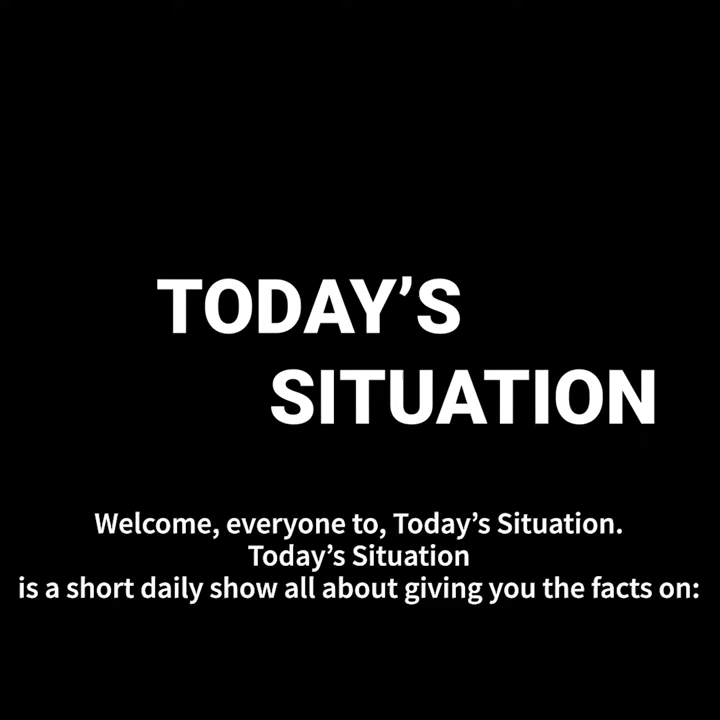 TODAY’S
SITUATION
Welcome, everyone to, Today’s Situation.
Today’s Situation
is a short daily show all about giving you the facts on: